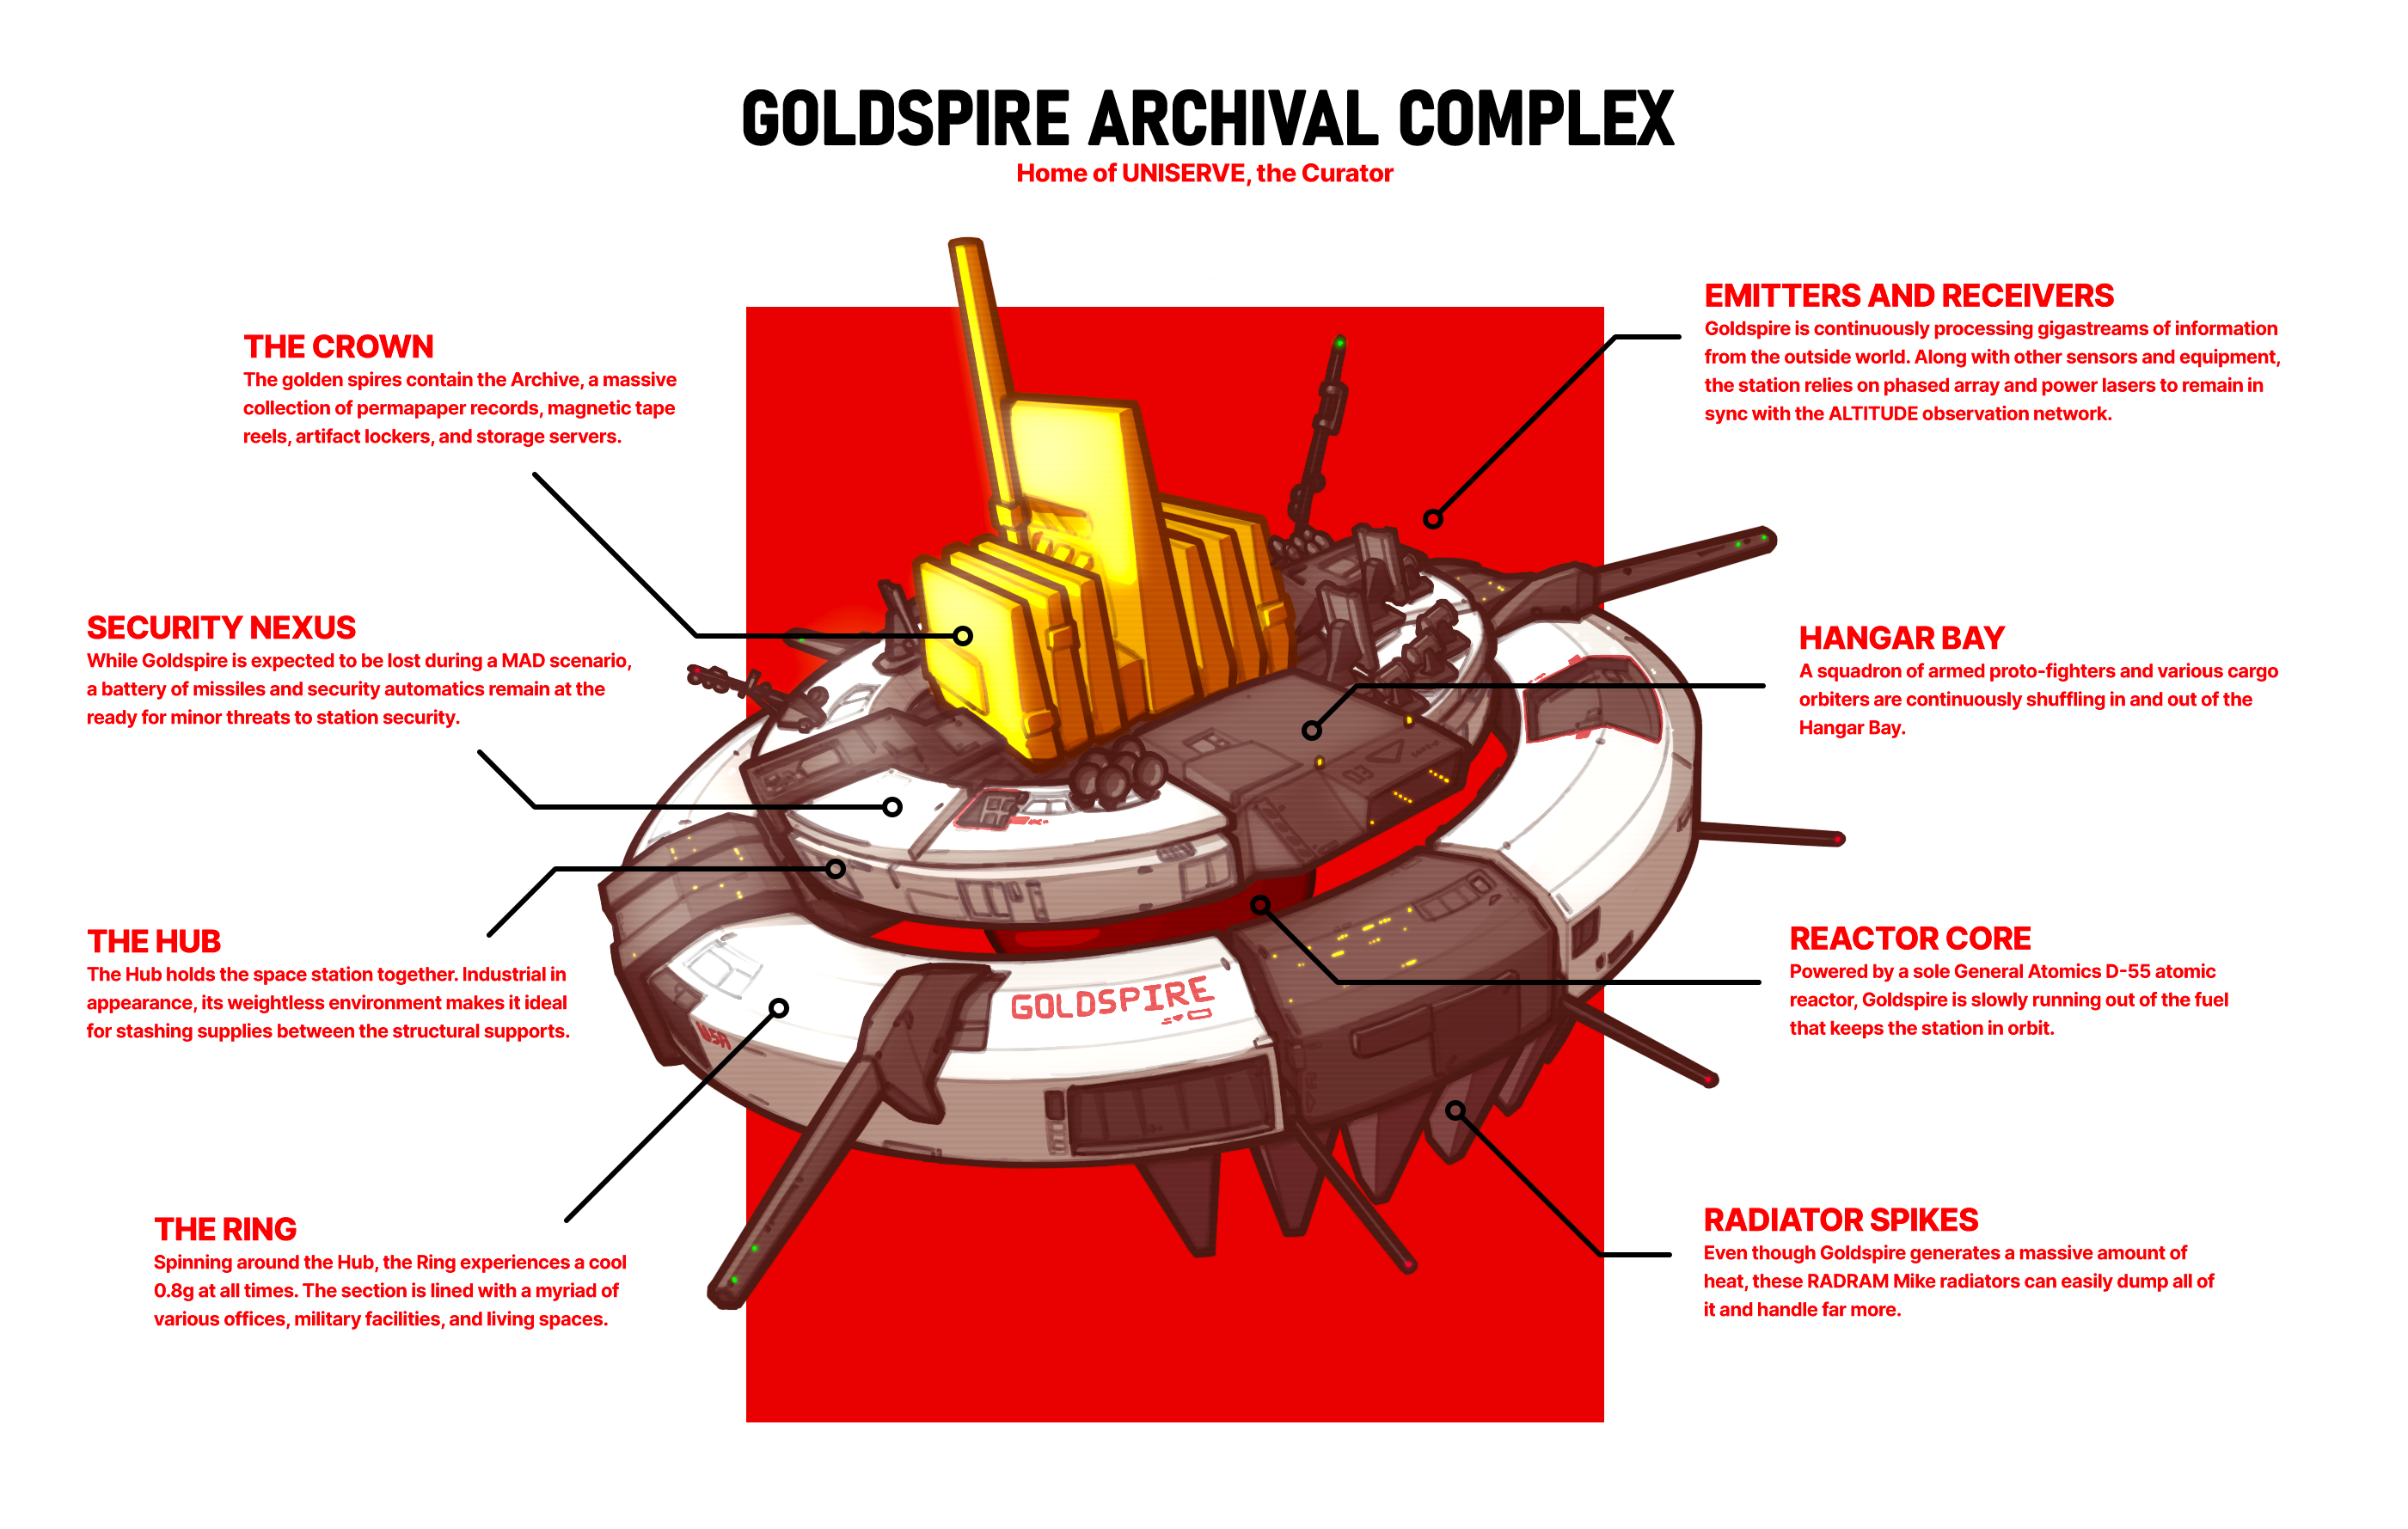 GOLDSPIRE ARCHIVAL COMPLEX
Home of UNISERVE, the Curator
THE CROWN
The golden spires contain the Archive, a massive
collection of permapaper records, magnetic tape
reels, artifact lockers, and storage servers.
SECURITY NEXUS
While Goldspire is expected to be lost during a MAD scenario,
a battery of missiles and security automatics remain at the
ready for minor threats to station security.
THE HUB
The Hub holds the space station together. Industrial in
appearance, its weightless environment makes it ideal
for stashing supplies between the structural supports.
THE RING
Spinning around the Hub, the Ring experiences a cool
0.8g at all times. The section is lined with a myriad of
various offices, military facilities, and living spaces.
EMITTERS AND RECEIVERS
Goldspire is continuously processing gigastreams of information
from the outside world. Along with other sensors and equipment,
the station relies on phased array and power lasers to remain in
sync with the ALTITUDE observation network.
HANGAR BAY
A squadron of armed proto-fighters and various cargo
orbiters are continuously shuffling in and out of the
Hangar Bay.
REACTOR CORE
Powered by a sole General Atomics D-55 atomic
reactor, Goldspire is slowly running out of the fuel
that keeps the station in orbit.
RADIATOR SPIKES
Even though Goldspire generates a massive amount of
heat, these RADRAM Mike radiators can easily dump all of
it and handle far more.
GOLDSPIRE